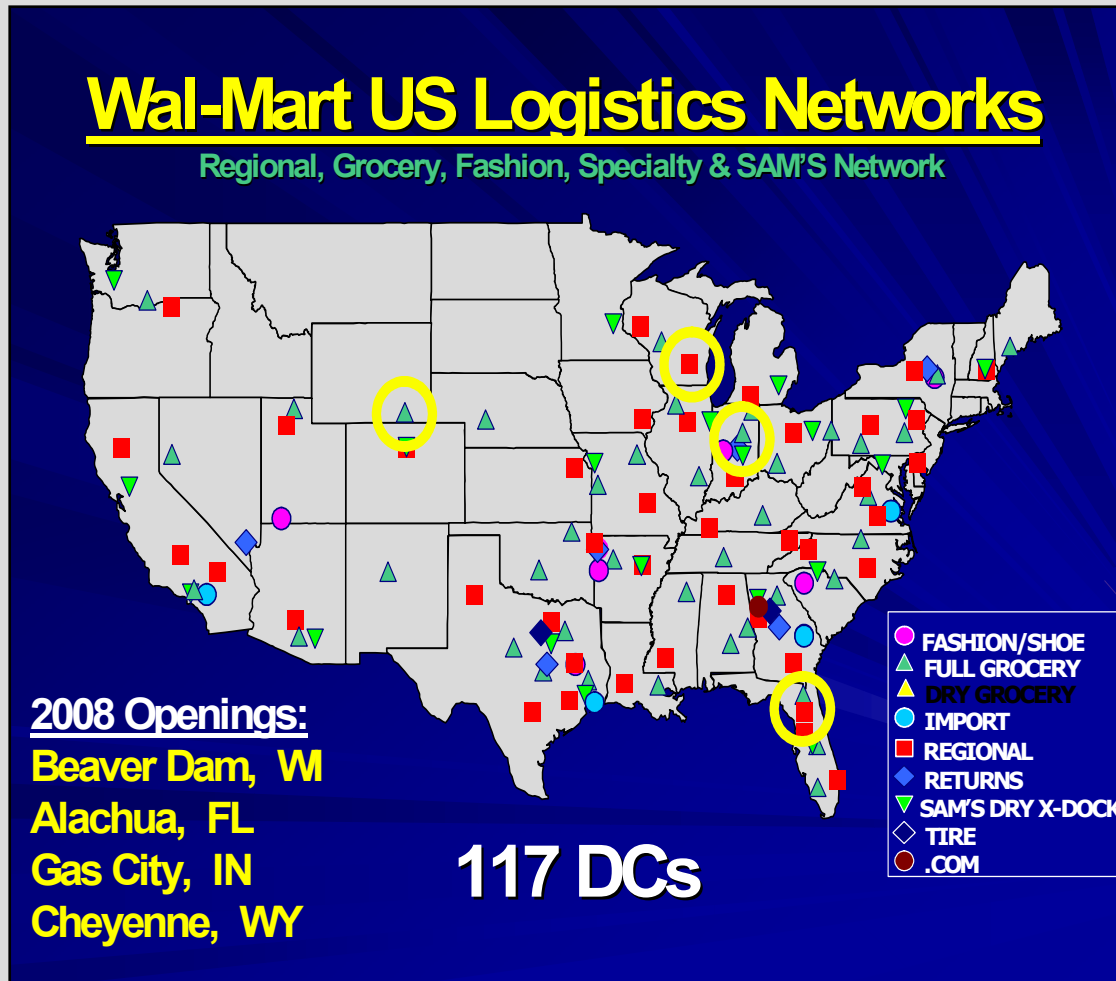 Wal-Mart US Logistics Networks
Regional, Grocery, Fashion, Specialty & SAM'S Network
FASHION/SHOE
FULL GROCERY
DRY GROCERY
IMPORT
REGIONAL
RETURNS
SAM'S DRY X-DOCK
TIRE
.COM
2008 Openings:
Beaver Dam, WI
Alachua, FL
Gas City, IN
Cheyenne, WY
117 DCs